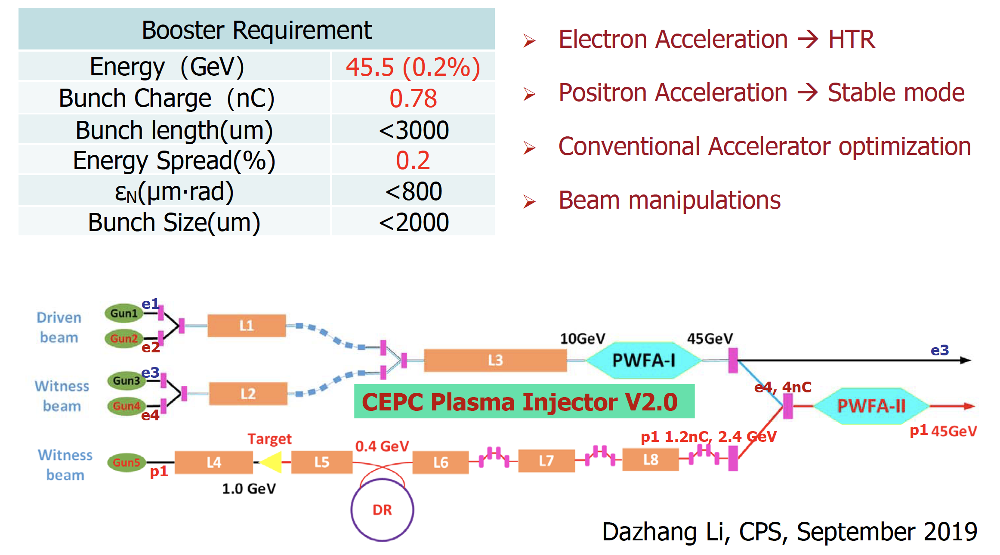 Booster Requirement
Energy（GeV） 45.5 (0.2%)
Bunch Charge（nC） 0.78
Bunch length(um) <3000
Energy Spread(%) 0.2
εN(μm·rad) <800
Bunch Size(um) <2000
➢ Electron Acceleration → HTR
➢ Positron Acceleration → Stable mode
➢ Conventional Accelerator optimization
➢ Beam manipulations
Driven
beam
Gun1
e1
Gun2
e2
L1
Witness
beam
Gun3
e3
Gun4
e4
L2
L3
10GeV
PWFA-I
45GeV
e3
CEPC Plasma Injector V2.0
e4, 4nC
PWFA-II
p1 45GeV
p1 1.2nC, 2.4 GeV
Witness
beam
Gun5
p1
L4
Target
1.0 GeV
L5
0.4 GeV
DR
L6
L7
L8
Dazhang Li, CPS, September 2019